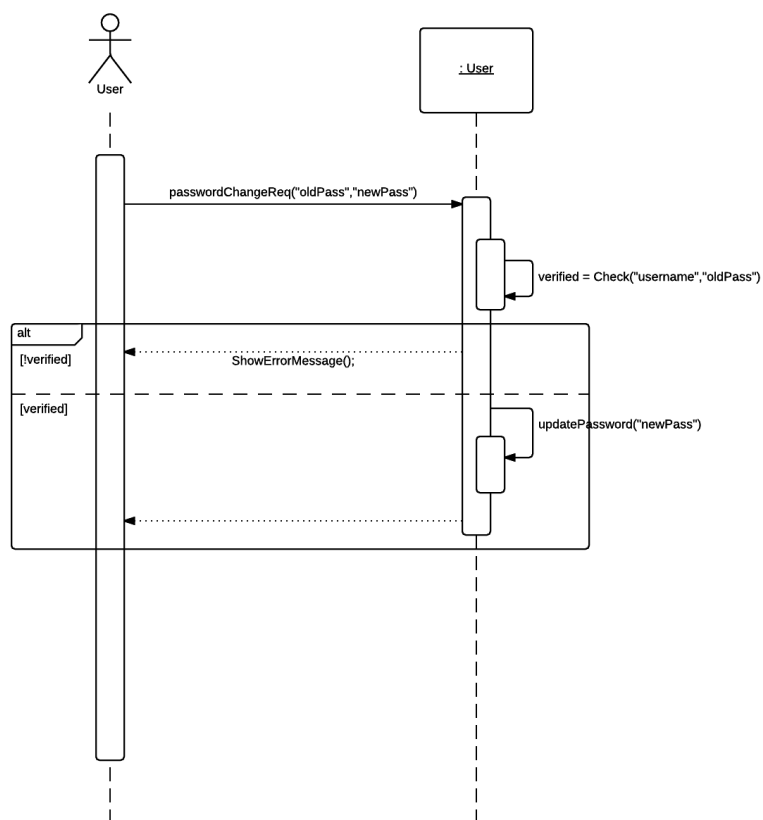 User
: User
passwordChangeReq("oldPass","newPass")
verified = Check("username","oldPass")
alt
[!verified]
ShowErrorMessage();
[verified]
updatePassword("newPass")